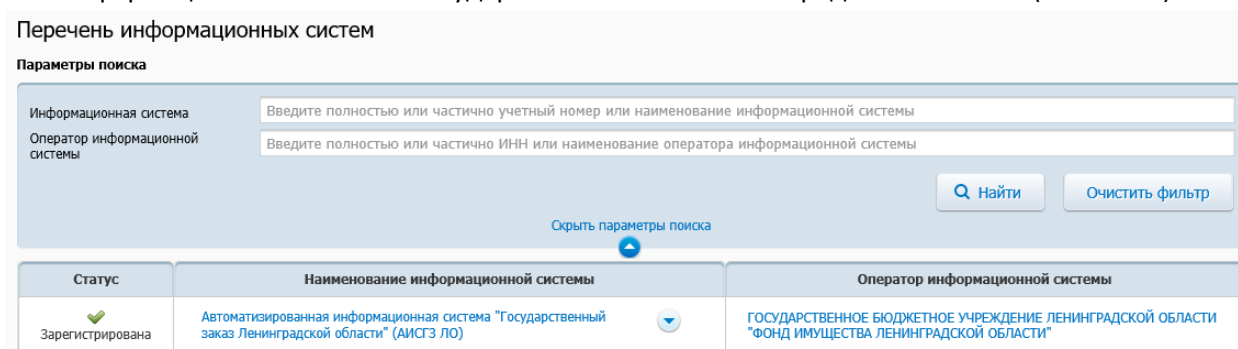 Перечень информационных систем
Параметры поиска
Информационная система
Введите полностью или частично учетный номер или наименование информационной системы
Оператор информационной системы
Введите полностью или частично ИНН или наименование оператора информационной системы
Найти
Очистить фильтр
Скрыть параметры поиска
Статус
Наименование информационной системы
Оператор информационной системы
Зарегистрирована
Автоматизированная информационная система "Государственный
заказ Ленинградской области" (АИСГЗ ЛО)
ГОСУДАРСТВЕННОЕ БЮДЖЕТНОЕ УЧРЕЖДЕНИЕ ЛЕНИНГРАДСКОЙ ОБЛАСТИ
"ФОНД ИМУЩЕСТВА ЛЕНИНГРАДСКОЙ ОБЛАСТИ"